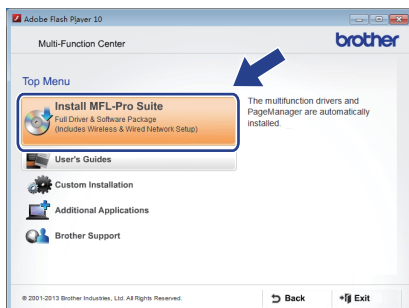 Adobe Flash Player 10
Multi-Function Center
brother
Top Menu
Install MFL-Pro Suite
Full Driver & Software Package
(Includes Wireless & Wired Network Setup)
The multifunction drivers and
PageManager are automatically
installed.
User's Guides
Custom Installation
Additional Applications
Brother Support
© 2001-2013 Brother Industries, Ltd. All Rights Reserved.
Back
Exit